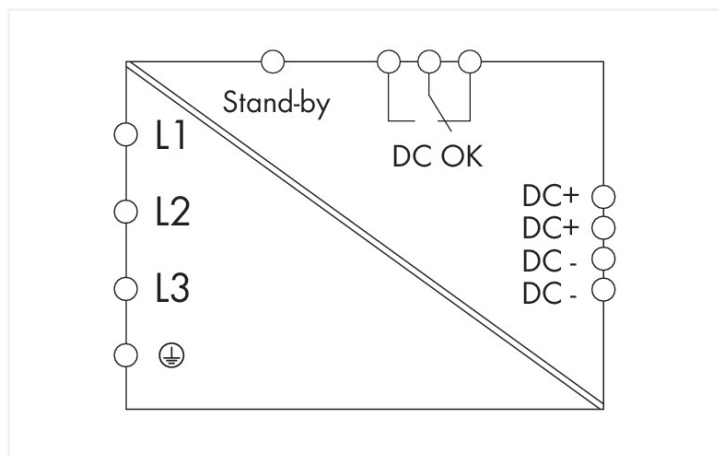 Stand-by
DC OK
L1
L2
L3
DC+
DC+
DC -
DC -